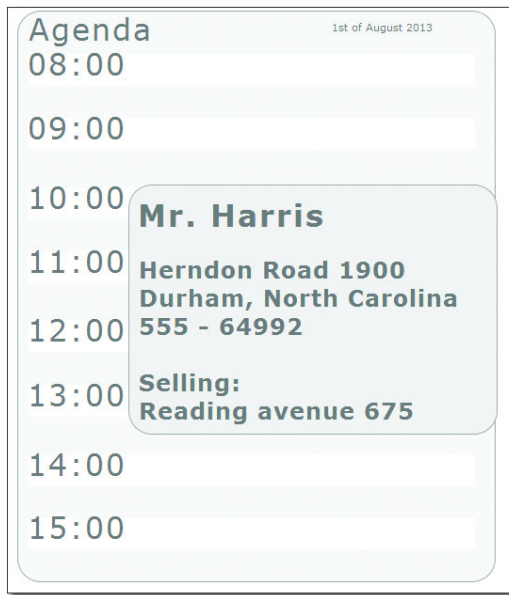 Agenda
1st of August 2013
08:00
09:00
10:00
11:00
12:00
13:00
14:00
15:00
Mr. Harris
Herndon Road 1900
Durham, North Carolina
555 - 64992
Selling:
Reading avenue 675